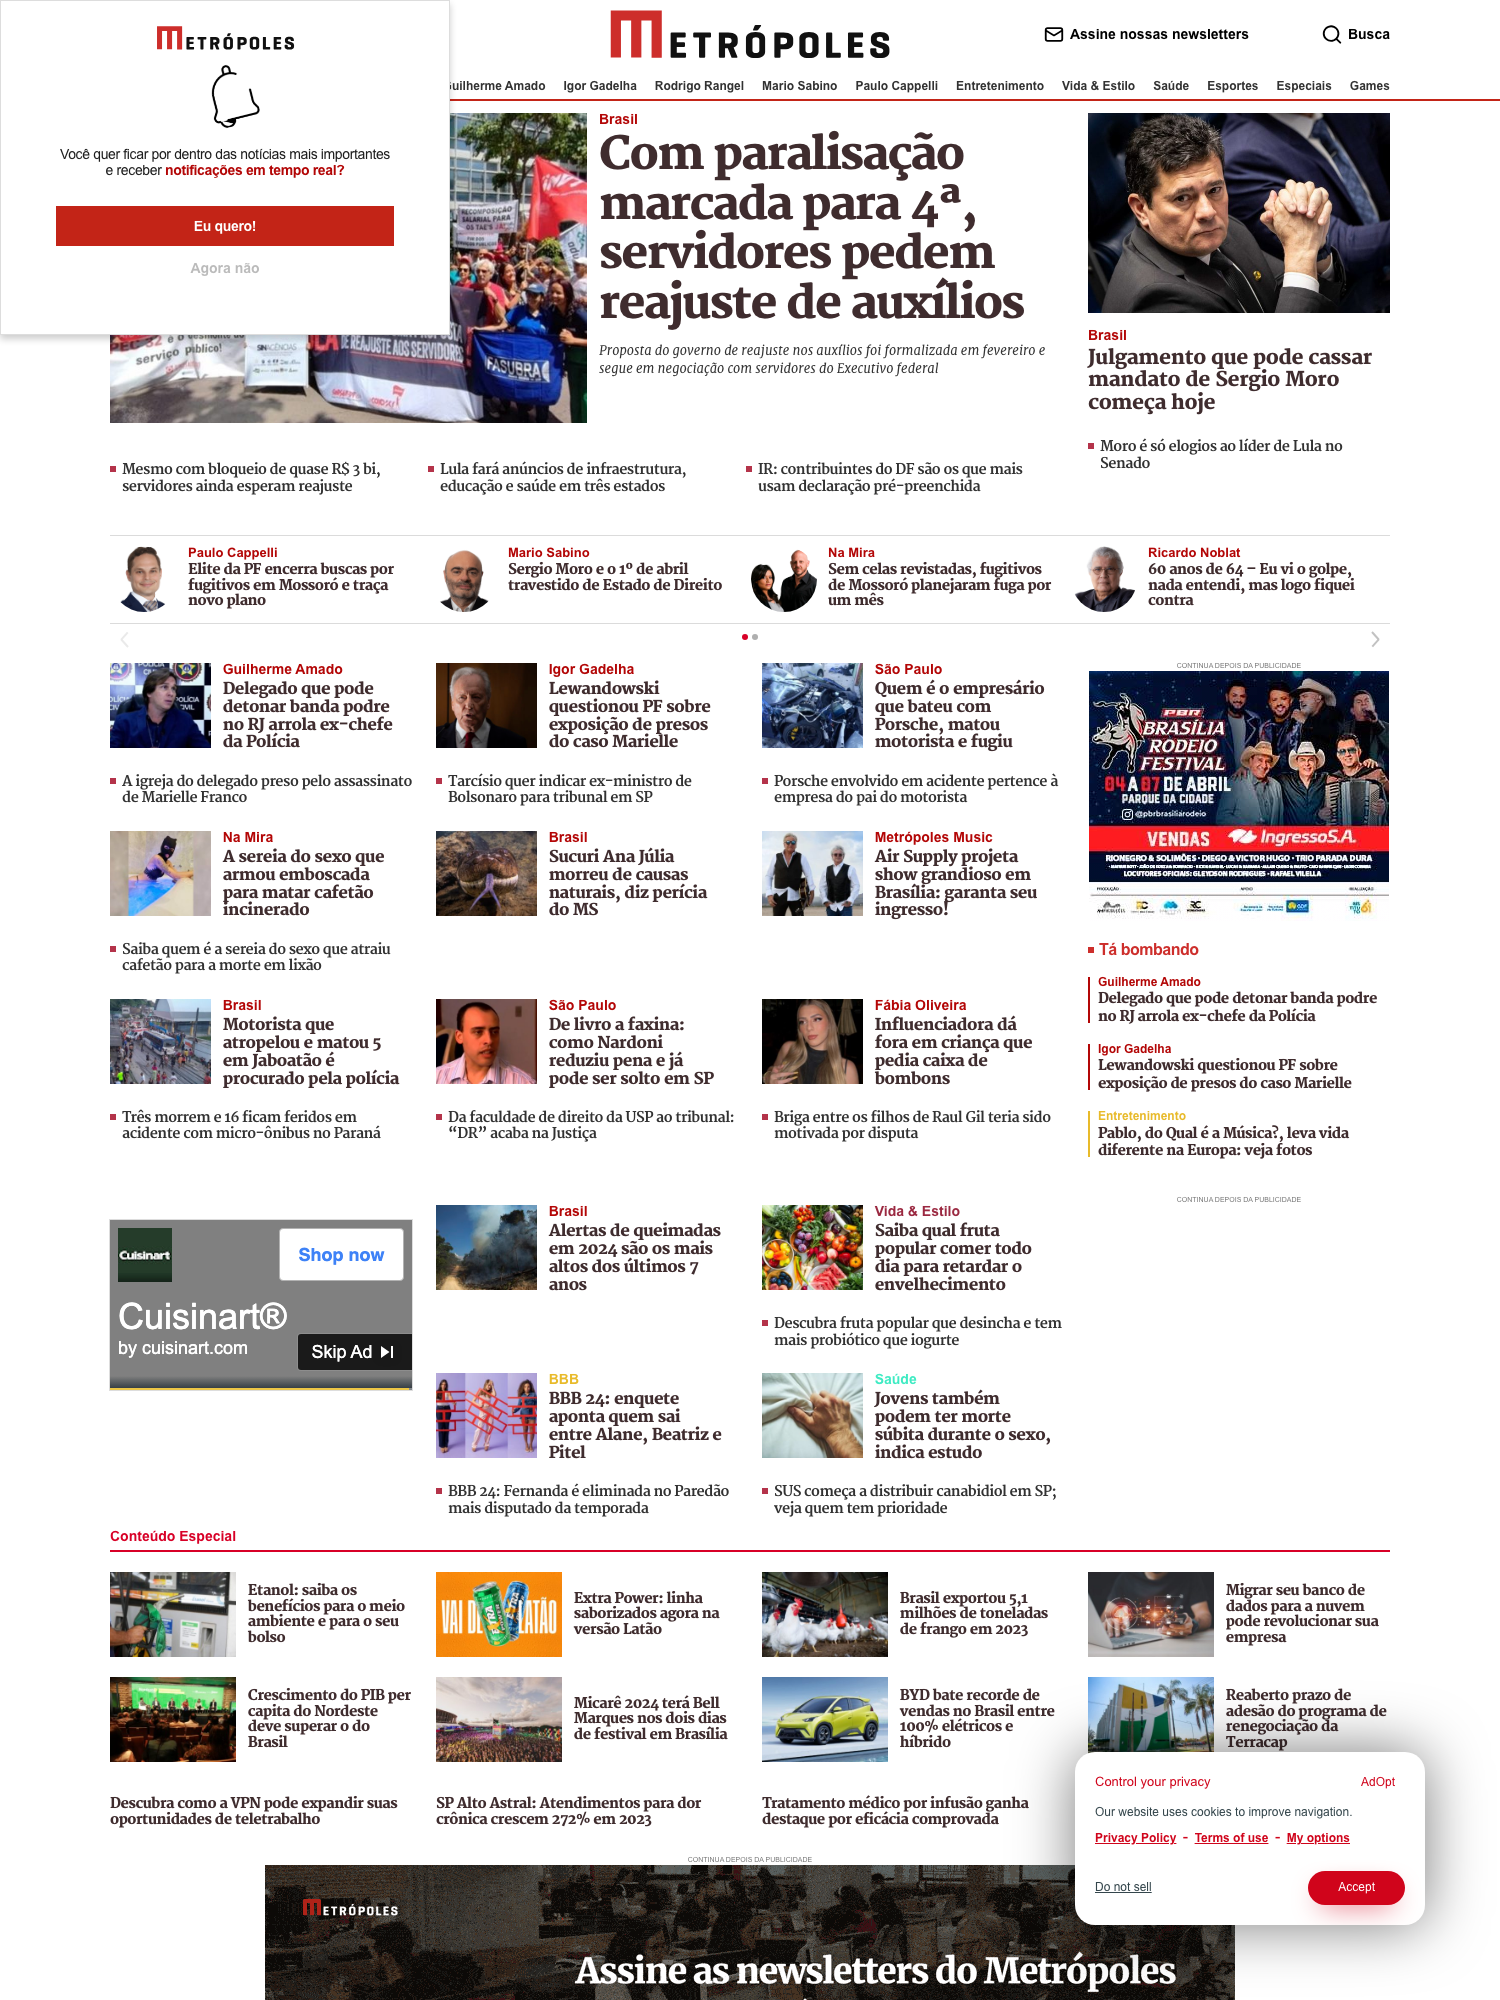 METRÓPOLES
Você quer ficar por dentro das notícias mais importantes
e receber notificações em tempo real?
Eu quero!
Agora não
METRÓPOLES
Assine nossas newsletters
Busca
Guilherme Amado Igor Gadelha Rodrigo Rangel Mario Sabino Paulo Cappelli Entretenimento Vida & Estilo Saúde Esportes Especiais Games
RECOMPOSIÇÃO
SALARIAL PARA
OS TAE'S JÁ!
serviço público!
DE REAJUSTE AOS SERVIDORES
FASUBRA
Brasil
Com paralisação
marcada para 4ª,
servidores pedem
reajuste de auxílios
Proposta do governo de reajuste nos auxílios foi formalizada em fevereiro e
segue em negociação com servidores do Executivo federal
Brasil
Julgamento que pode cassar
mandato de Sergio Moro
começa hoje
Moro é só elogios ao líder de Lula no
Senado
Mesmo com bloqueio de quase R$ 3 bi,
servidores ainda esperam reajuste
Lula fará anúncios de infraestrutura,
educação e saúde em três estados
IR: contribuintes do DF são os que mais
usam declaração pré-preenchida
Paulo Cappelli
Elite da PF encerra buscas por
fugitivos em Mossoró e traça
novo plano
Mario Sabino
Sergio Moro e o 1º de abril
travestido de Estado de Direito
Na Mira
Sem celas revistadas, fugitivos
de Mossoró planejaram fuga por
um mês
Ricardo Noblat
60 anos de 64 – Eu vi o golpe,
nada entendi, mas logo fiquei
contra
Guilherme Amado
Delegado que pode
detonar banda podre
no RJ arrola ex-chefe
da Polícia
A igreja do delegado preso pelo assassinato
de Marielle Franco
Igor Gadelha
Lewandowski
questionou PF sobre
exposição de presos
do caso Marielle
Tarcísio quer indicar ex-ministro de
Bolsonaro para tribunal em SP
São Paulo
Quem é o empresário
que bateu com
Porsche, matou
motorista e fugiu
Porsche envolvido em acidente pertence à
empresa do pai do motorista
CONTINUA DEPOIS DA PUBLICIDADE
PBR
BRASÍLIA
RODEIO
FESTIVAL
04 A 07 DE ABRIL
PARQUE DA CIDADE
@pbrbrasiliarodeio
VENDAS IngressoS.A.
RIONEGRO & SOLIMÕES - DIEGO & VICTOR HUGO - TRIO PARADA DURA
LOCUTORES OFICIAIS: GLEYDSON RODRIGUES - RAFAEL VILELLA
PRODUÇÃO APOIO REALIZAÇÃO
Na Mira
A sereia do sexo que
armou emboscada
para matar cafetão
incinerado
Saiba quem é a sereia do sexo que atraiu
cafetão para a morte em lixão
Brasil
Sucuri Ana Júlia
morreu de causas
naturais, diz perícia
do MS
Metrópoles Music
Air Supply projeta
show grandioso em
Brasília: garanta seu
ingresso!
Tá bombando
Guilherme Amado
Delegado que pode detonar banda podre
no RJ arrola ex-chefe da Polícia
Igor Gadelha
Lewandowski questionou PF sobre
exposição de presos do caso Marielle
Entretenimento
Pablo, do Qual é a Música?, leva vida
diferente na Europa: veja fotos
CONTINUA DEPOIS DA PUBLICIDADE
Brasil
Motorista que
atropelou e matou 5
em Jaboatão é
procurado pela polícia
Três morrem e 16 ficam feridos em
acidente com micro-ônibus no Paraná
São Paulo
De livro a faxina:
como Nardoni
reduziu pena e já
pode ser solto em SP
Da faculdade de direito da USP ao tribunal:
“DR” acaba na Justiça
Fábia Oliveira
Influenciadora dá
fora em criança que
pedia caixa de
bombons
Briga entre os filhos de Raul Gil teria sido
motivada por disputa
Cuisinart
Shop now
Cuisinart®
by cuisinart.com
Skip Ad
Brasil
Alertas de queimadas
em 2024 são os mais
altos dos últimos 7
anos
Vida & Estilo
Saiba qual fruta
popular comer todo
dia para retardar o
envelhecimento
Descubra fruta popular que desincha e tem
mais probiótico que iogurte
BBB
BBB 24: enquete
aponta quem sai
entre Alane, Beatriz e
Pitel
BBB 24: Fernanda é eliminada no Paredão
mais disputado da temporada
Saúde
Jovens também
podem ter morte
súbita durante o sexo,
indica estudo
SUS começa a distribuir canabidiol em SP;
veja quem tem prioridade
Conteúdo Especial
Etanol: saiba os
benefícios para o meio
ambiente e para o seu
bolso
VAI DE LATÃO
Extra Power: linha
saborizados agora na
versão Latão
Brasil exportou 5,1
milhões de toneladas
de frango em 2023
Migrar seu banco de
dados para a nuvem
pode revolucionar sua
empresa
Crescimento do PIB per
capita do Nordeste
deve superar o do
Brasil
Micarê 2024 terá Bell
Marques nos dois dias
de festival em Brasília
BYD bate recorde de
vendas no Brasil entre
100% elétricos e
híbrido
Reaberto prazo de
adesão do programa de
renegociação da
Terracap
Descubra como a VPN pode expandir suas
oportunidades de teletrabalho
SP Alto Astral: Atendimentos para dor
crônica crescem 272% em 2023
Tratamento médico por infusão ganha
destaque por eficácia comprovada
Control your privacy
AdOpt
Our website uses cookies to improve navigation.
Privacy Policy - Terms of use - My options
Do not sell
Accept
CONTINUA DEPOIS DA PUBLICIDADE
METRÓPOLES
Assine as newsletters do Metrópoles